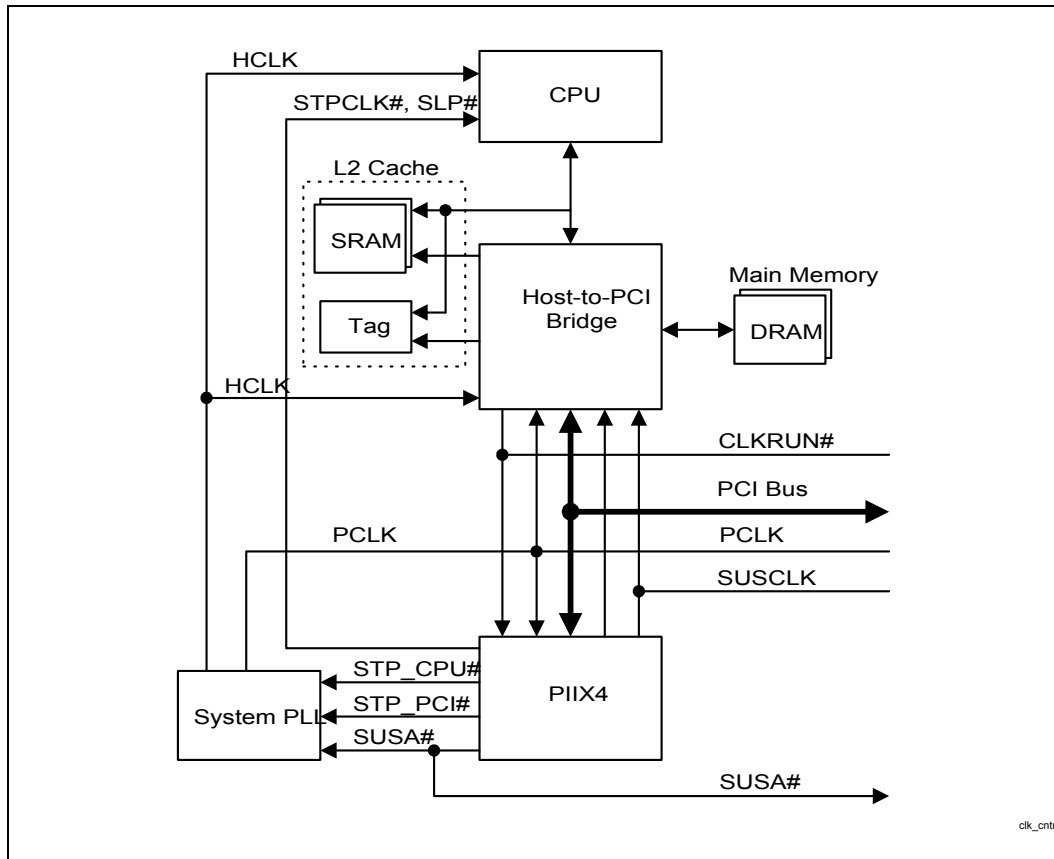 HCLK
CPU
STPCLK#, SLP#
L2 Cache
SRAM
Host-to-PCI
Bridge
Main Memory
DRAM
Tag
HCLK
CLKRUN#
PCI Bus
PCLK
PCLK
SUSCLK
STP_CPU#
PIIX4
System PLL
STP_PCI#
SUSA#
SUSA#